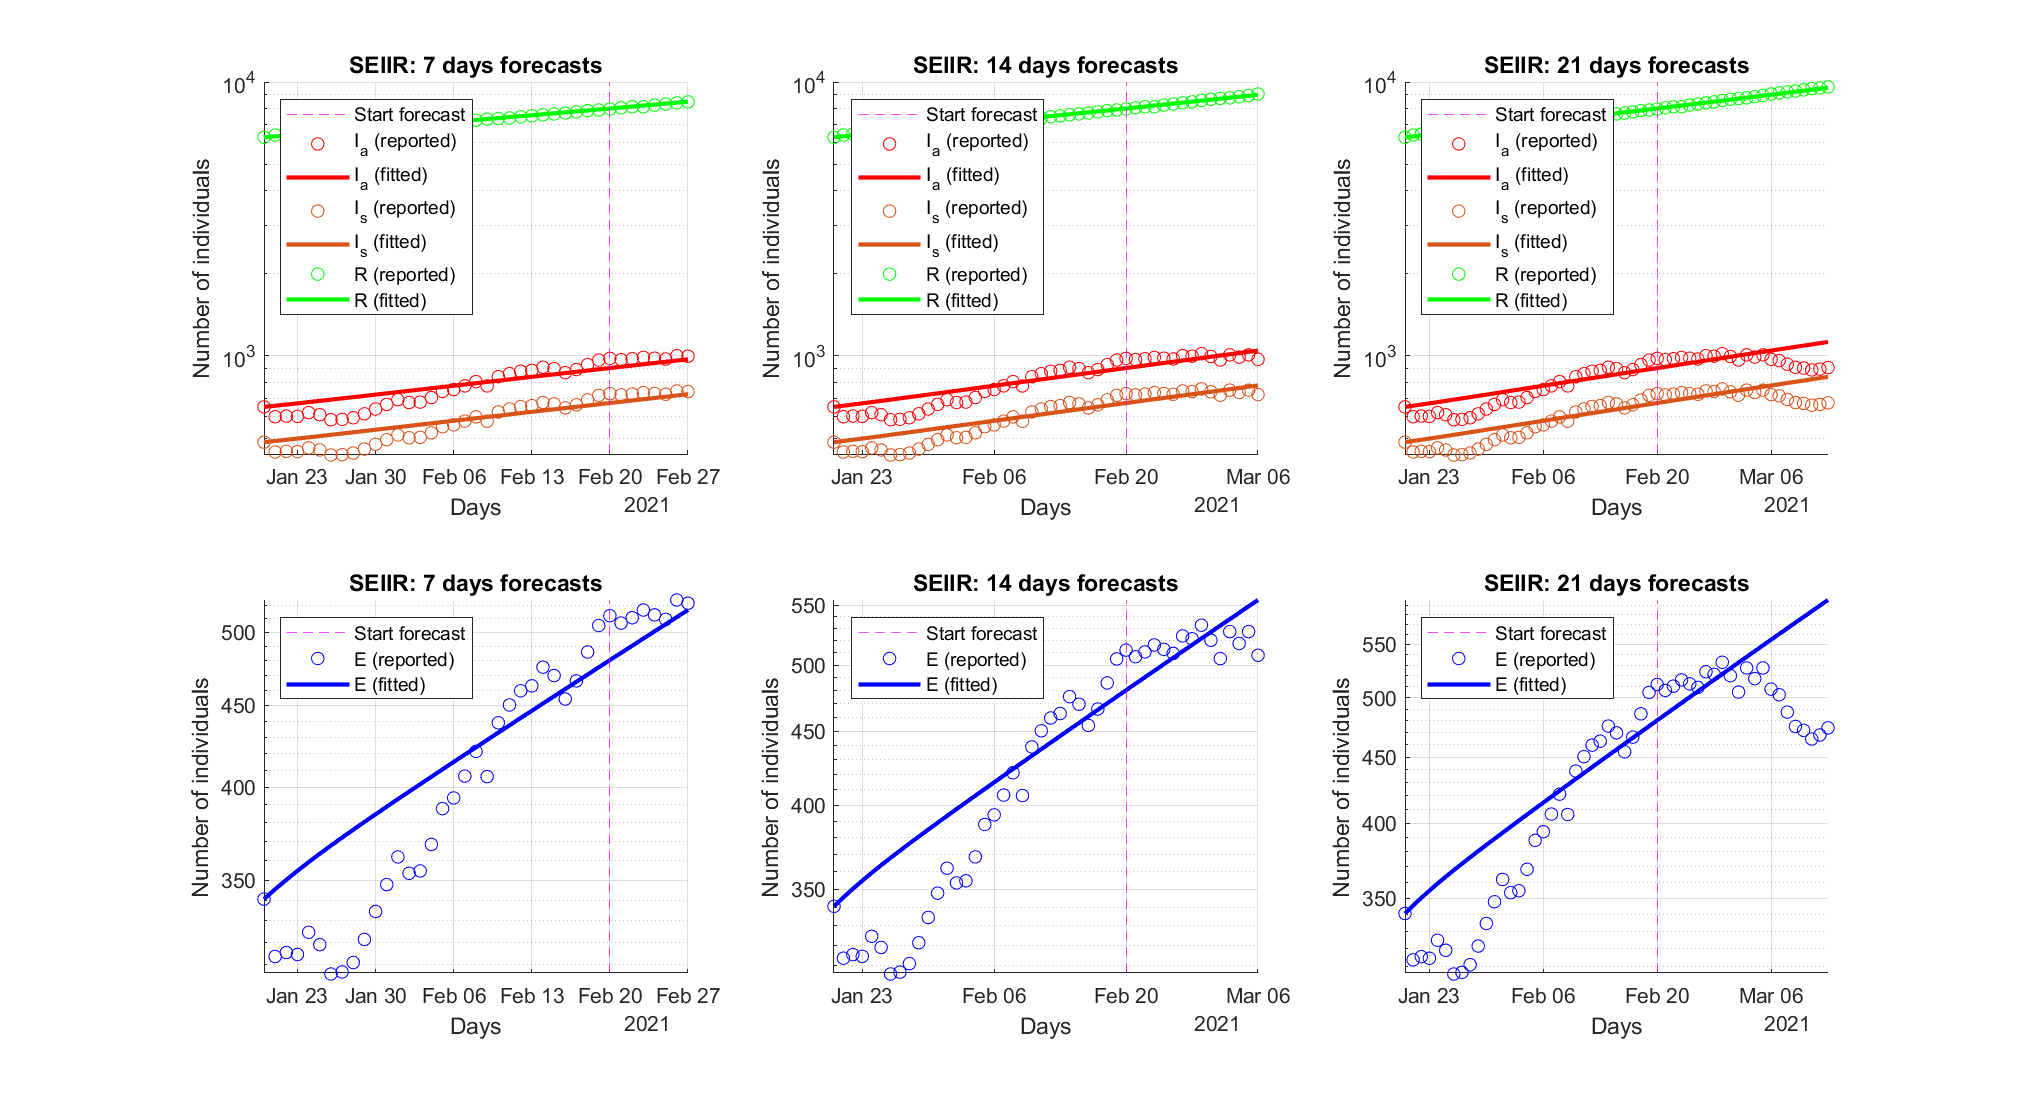 SEIIR: 7 days forecasts
10^4
10^3
Number of individuals
Start forecast
I_a (reported)
I_a (fitted)
I_s (reported)
I_s (fitted)
R (reported)
R (fitted)
Jan 23 Jan 30 Feb 06 Feb 13 Feb 20 Feb 27
Days
2021
SEIIR: 14 days forecasts
10^4
10^3
Number of individuals
Start forecast
I_a (reported)
I_a (fitted)
I_s (reported)
I_s (fitted)
R (reported)
R (fitted)
Jan 23 Feb 06 Feb 20 Mar 06
Days
2021
SEIIR: 21 days forecasts
10^4
10^3
Number of individuals
Start forecast
I_a (reported)
I_a (fitted)
I_s (reported)
I_s (fitted)
R (reported)
R (fitted)
Jan 23 Feb 06 Feb 20 Mar 06
Days
2021
SEIIR: 7 days forecasts
500
450
400
350
Number of individuals
Start forecast
E (reported)
E (fitted)
Jan 23 Jan 30 Feb 06 Feb 13 Feb 20 Feb 27
Days
2021
SEIIR: 14 days forecasts
550
500
450
400
350
Number of individuals
Start forecast
E (reported)
E (fitted)
Jan 23 Feb 06 Feb 20 Mar 06
Days
2021
SEIIR: 21 days forecasts
550
500
450
400
350
Number of individuals
Start forecast
E (reported)
E (fitted)
Jan 23 Feb 06 Feb 20 Mar 06
Days
2021